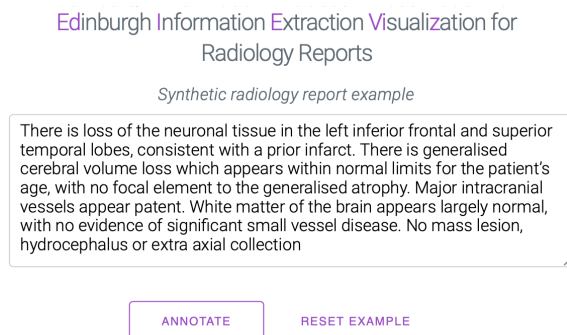 Edinburgh Information Extraction Visualization for
Radiology Reports
Synthetic radiology report example
There is loss of the neuronal tissue in the left inferior frontal and superior
temporal lobes, consistent with a prior infarct. There is generalised
cerebral volume loss which appears within normal limits for the patient's
age, with no focal element to the generalised atrophy. Major intracranial
vessels appear patent. White matter of the brain appears largely normal,
with no evidence of significant small vessel disease. No mass lesion,
hydrocephalus or extra axial collection
ANNOTATE RESET EXAMPLE